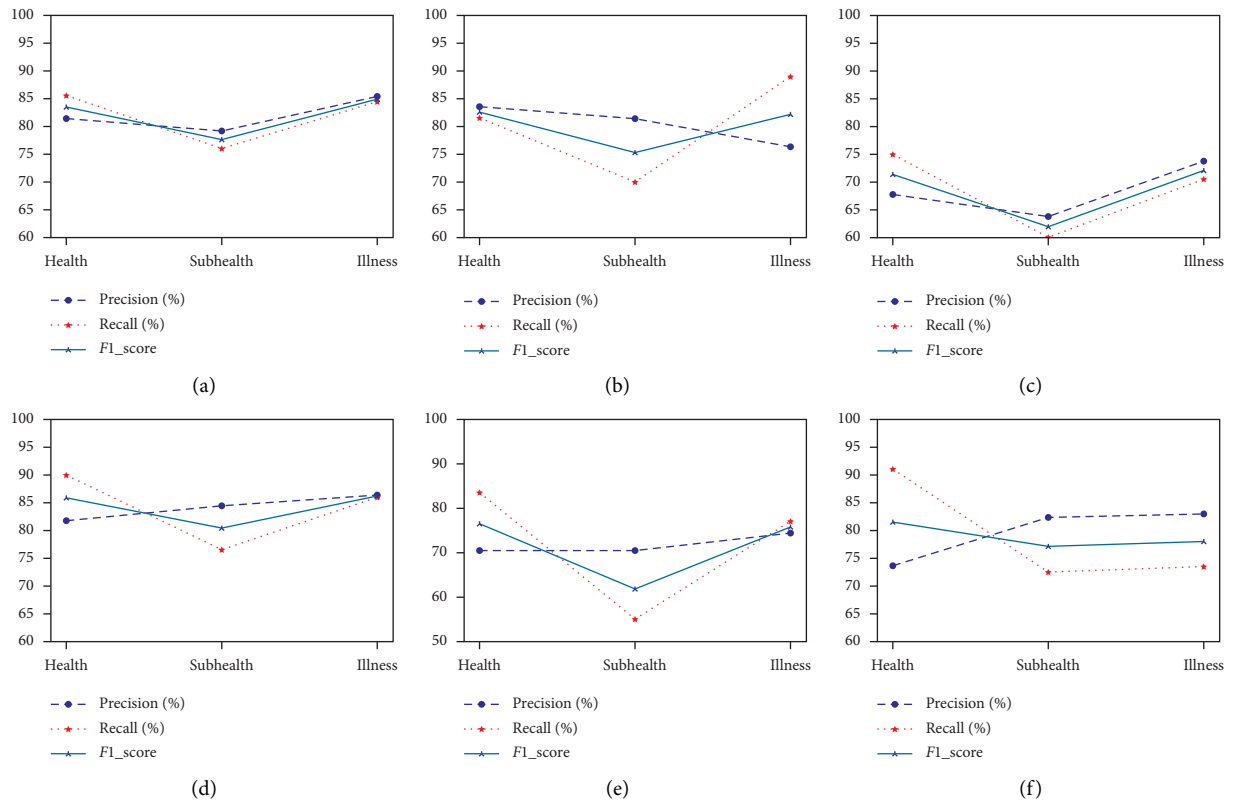 100
95
90
85
80
75
70
65
60
Health Subhealth Illness
Precision (%)
Recall (%)
F1_score
(a)
100
95
90
85
80
75
70
65
60
Health Subhealth Illness
Precision (%)
Recall (%)
F1_score
(b)
100
95
90
85
80
75
70
65
60
Health Subhealth Illness
Precision (%)
Recall (%)
F1_score
(c)
100
95
90
85
80
75
70
65
60
Health Subhealth Illness
Precision (%)
Recall (%)
F1_score
(d)
100
90
80
70
60
50
Health Subhealth Illness
Precision (%)
Recall (%)
F1_score
(e)
100
95
90
85
80
75
70
65
60
Health Subhealth Illness
Precision (%)
Recall (%)
F1_score
(f)